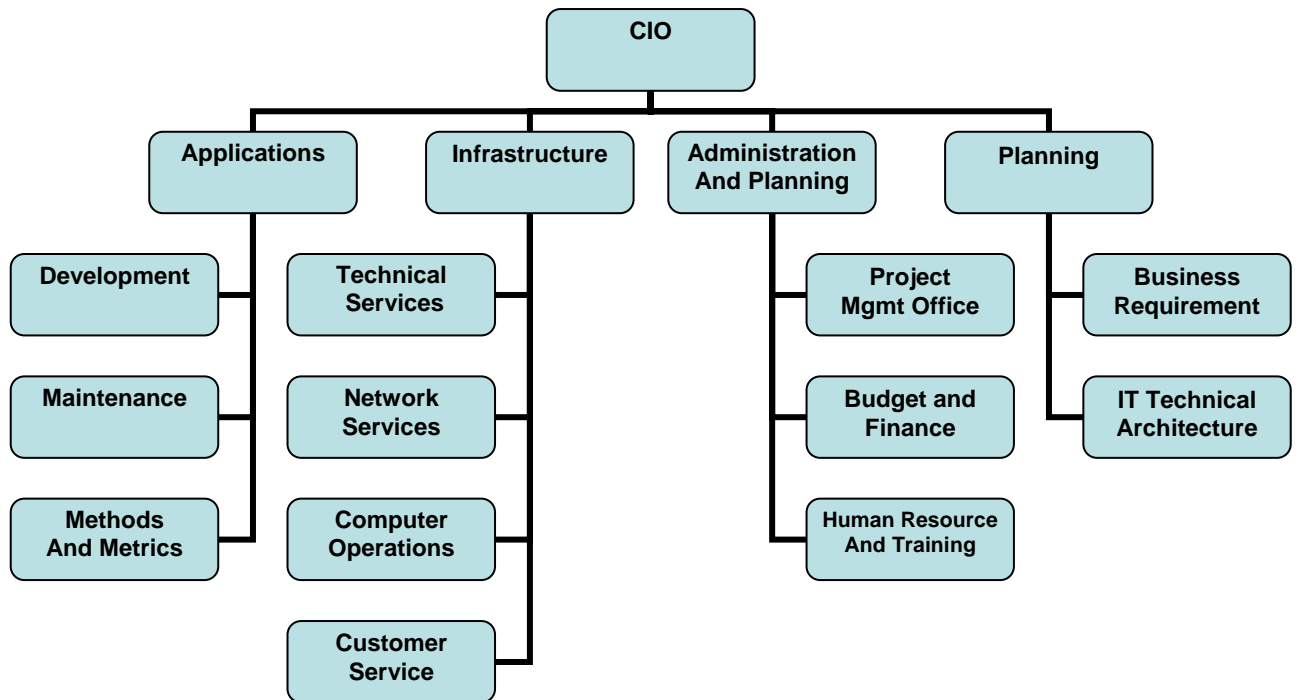 CIO
Applications
Infrastructure
Administration
And Planning
Planning
Development
Technical
Services
Project
Mgmt Office
Business
Requirement
Maintenance
Network
Services
Budget and
Finance
IT Technical
Architecture
Methods
And Metrics
Computer
Operations
Human Resource
And Training
Customer
Service